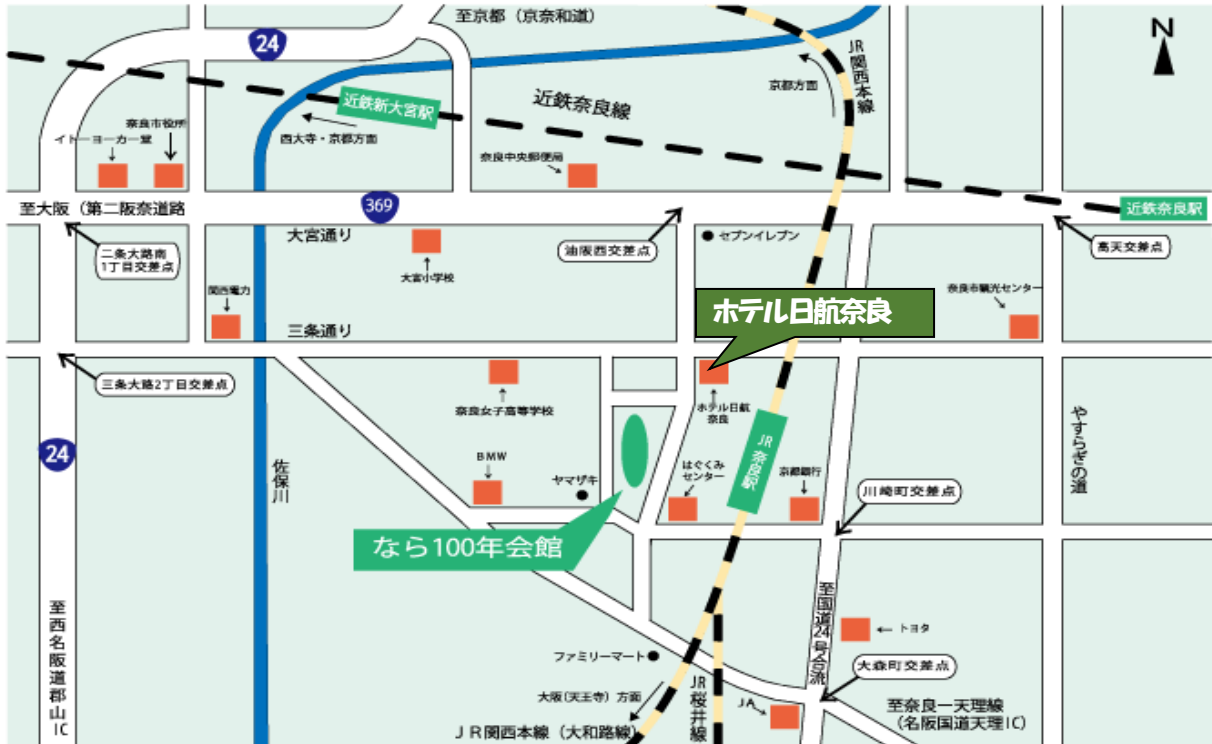 至京都（京奈和道）
N
24
JR関西本線
京都方面
近鉄奈良線
近鉄新大宮駅
奈良市役所
イトーヨーカー堂
西大寺・京都方面
奈良中央郵便局
至大阪（第二阪奈道路
369
近鉄奈良駅
大宮通り
セブンイレブン
油阪西交差点
高天交差点
二条大路南
1丁目交差点
大宮小学校
関西電力
奈良市観光センター
ホテル日航奈良
三条通り
三条大路2丁目交差点
奈良女子高等学校
ホテル日航
奈良
やすらぎの道
24
佐保川
BMW
ヤマザキ
はぐくみ
センター
JR奈良駅
京都銀行
川崎町交差点
なら100年会館
至国道24号合流
至西名阪道郡山IC
トヨタ
ファミリーマート
大森町交差点
大阪(天王寺）方面
JR桜井線
JA
至奈良ー天理線
（名阪国道天理IC）
JR関西本線（大和路線）